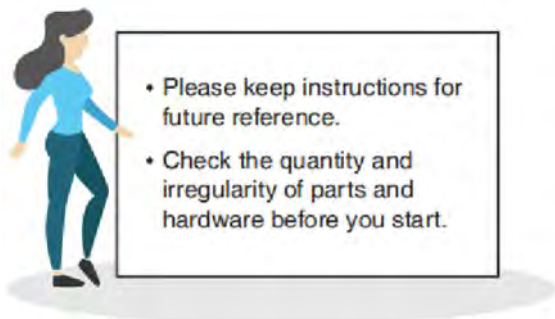 • Please keep instructions for
future reference.
• Check the quantity and
irregularity of parts and
hardware before you start.